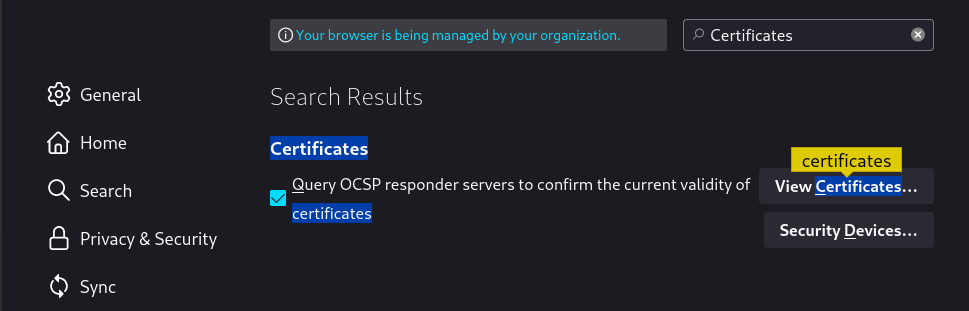 Your browser is being managed by your organization.
Certificates
General
Home
Search
Privacy & Security
Sync
Search Results
Certificates
Query OCSP responder servers to confirm the current validity of
certificates
certificates
View Certificates...
Security Devices...